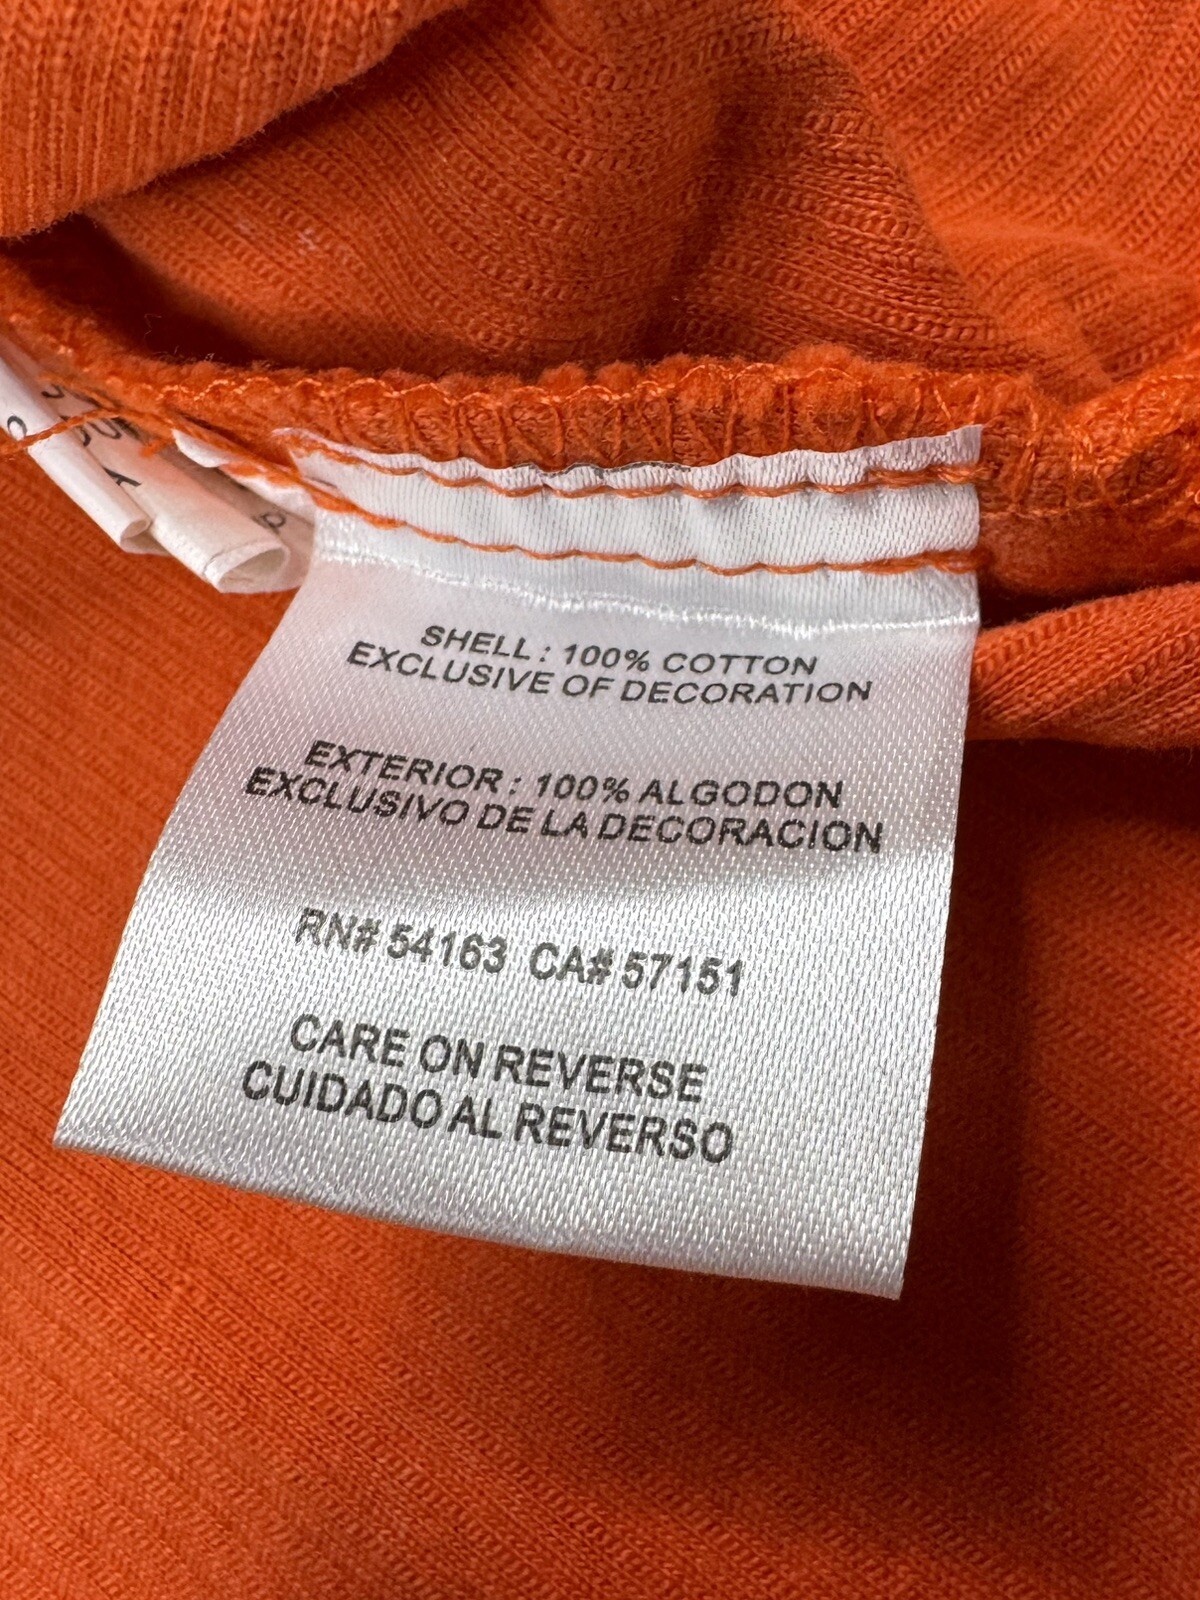 SHELL : 100% COTTON
EXCLUSIVE OF DECORATION
EXTERIOR : 100% ALGODON
EXCLUSIVO DE LA DECORACION
RN# 54163 CA# 57151
CARE ON REVERSE
CUIDADO AL REVERSO